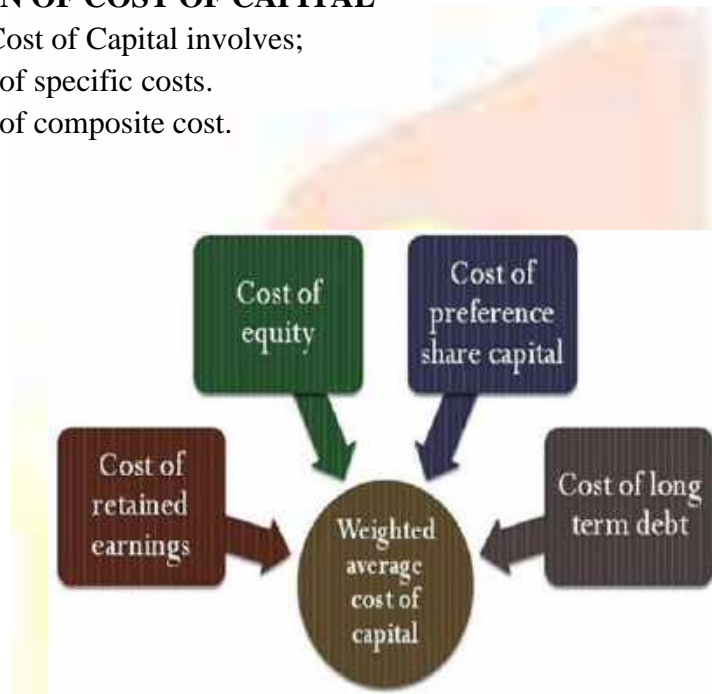 N OF COST OF CAPITAL
Cost of Capital involves;
of specific costs.
of composite cost.
Cost of
equity
Cost of
preference
share capital
Cost of
retained
earnings
Cost of long
term debt
Weighted
average
cost of
capital